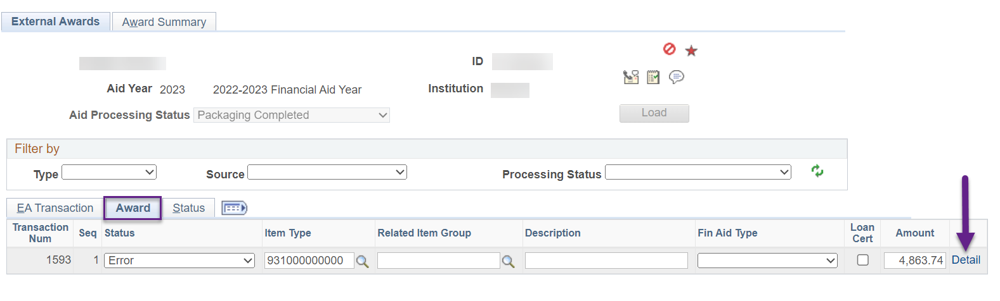 External Awards Award Summary
ID
Aid Year 2023 2022-2023 Financial Aid Year Institution
Aid Processing Status Packaging Completed Load
Filter by
Type Source Processing Status
EA Transaction Award Status
Transaction Num Seq Status Item Type Related Item Group Description Fin Aid Type Loan Cert Amount
1593 1 Error 931000000000 4,863.74 Detail